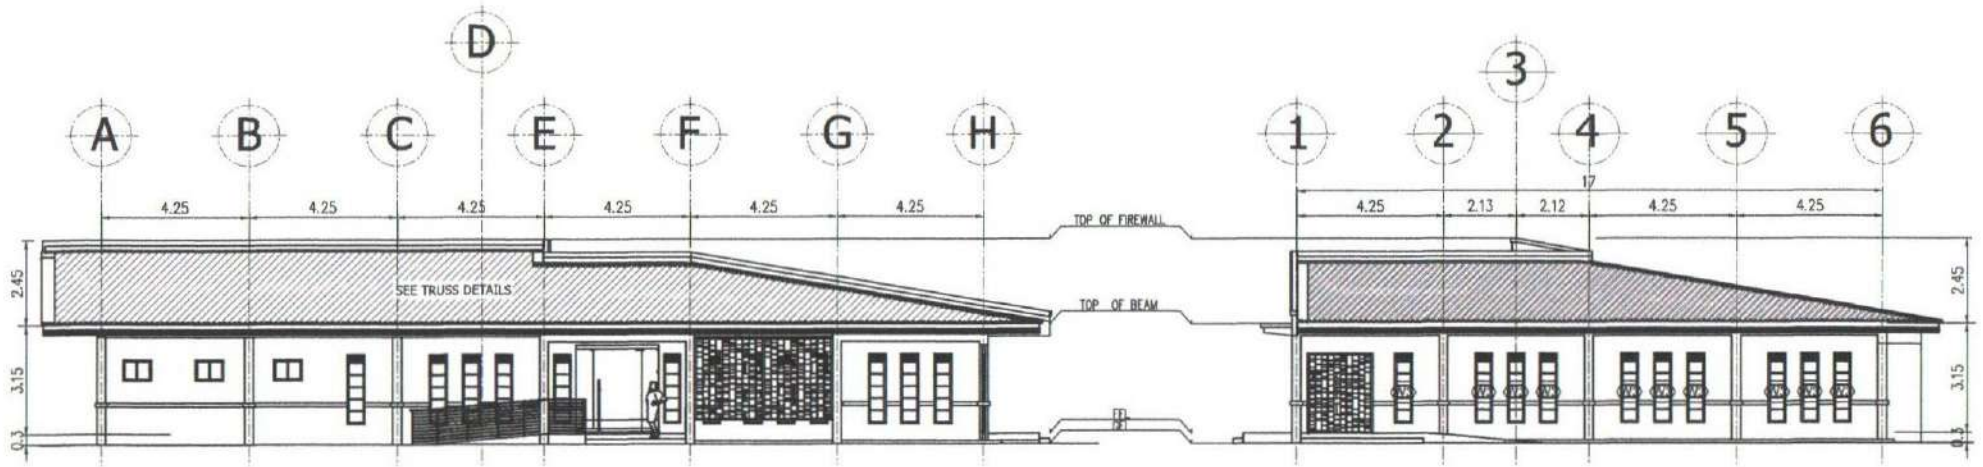 D
3
A B C E F G H
1 2 4 5 6
17
4.25 4.25 4.25 4.25 4.25 4.25
4.25 2.13 2.12 4.25 4.25
TOP OF FIREWALL
2.45
SEE TRUSS DETAILS
2.45
TOP OF BEAM
3.15
3.15
0.3
0.3